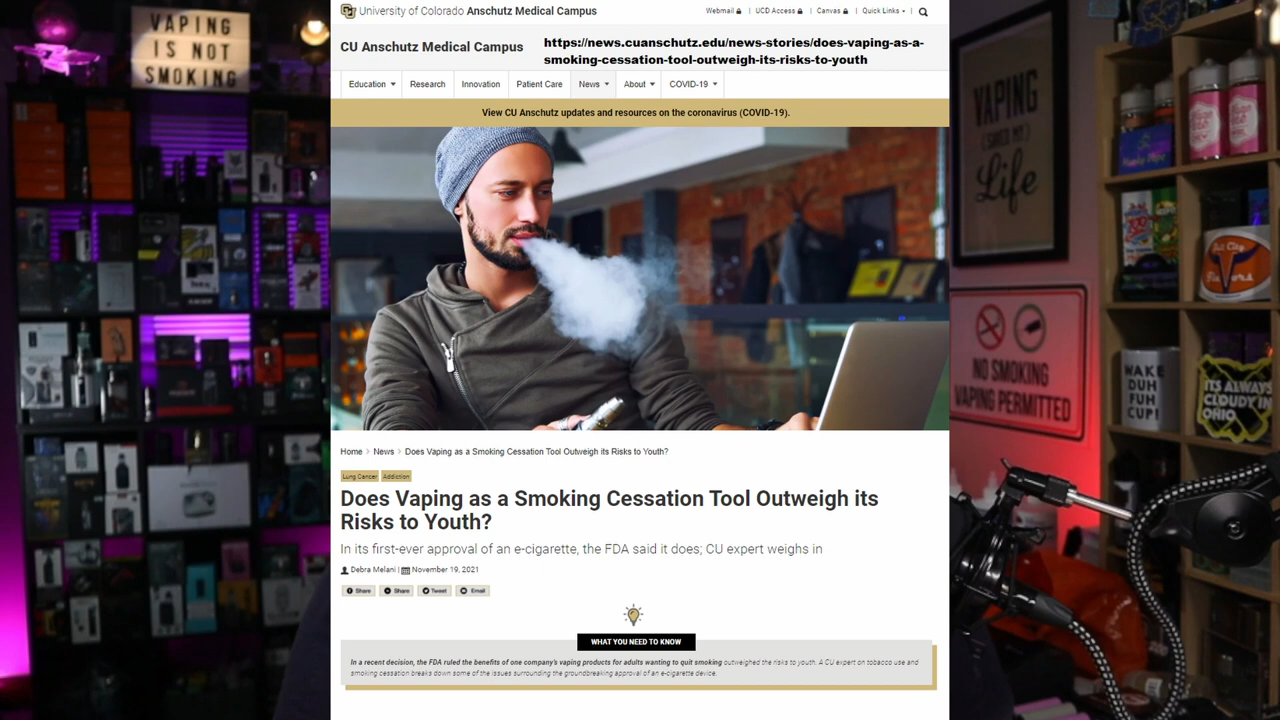 VAPING
IS NOT
SMOKING
University of Colorado Anschutz Medical Campus
Webmail | UCD Access | Canvas | Quick Links |
CU Anschutz Medical Campus
https://news.cuanschutz.edu/news-stories/does-vaping-as-a-
smoking-cessation-tool-outweigh-its-risks-to-youth
Education Research Innovation Patient Care News About COVID-19
View CU Anschutz updates and resources on the coronavirus (COVID-19).
Home > News > Does Vaping as a Smoking Cessation Tool Outweigh its Risks to Youth?
Lung Cancer Addiction
Does Vaping as a Smoking Cessation Tool Outweigh its
Risks to Youth?
In its first-ever approval of an e-cigarette, the FDA said it does; CU expert weighs in
Debra Melani | November 19, 2021
Share Share Tweet Email
WHAT YOU NEED TO KNOW
In a recent decision, the FDA ruled the benefits of one company's vaping products for adults wanting to quit smoking outweighed the risks to youth. A CU expert on tobacco use and
smoking cessation breaks down some of the issues surrounding the groundbreaking approval of an e-cigarette device.
VAPING
SAVED MY
Life
NO SMOKING
VAPING PERMITTED
WAKE
DUH
FUH
CUP!
ITS ALWAYS
CLOUDY IN
OHIO